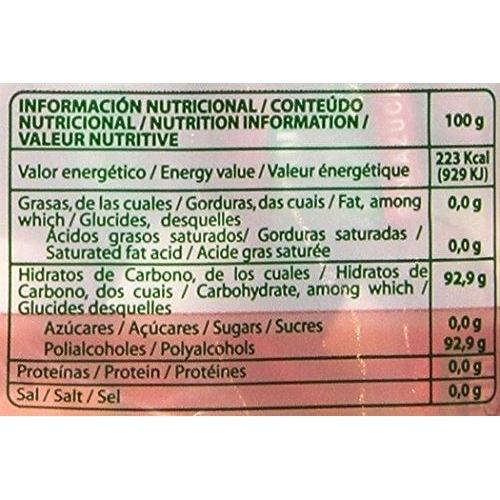 INFORMACIÓN NUTRICIONAL / CONTEÚDO
NUTRICIONAL / NUTRITION INFORMATION / 100 g
VALEUR NUTRITIVE
Valor energético / Energy value / Valeur énergétique 223 Kcal
(929 KJ)
Grasas, de las cuales / Gorduras, das cuais / Fat, among 0,0 g
which / Glucides, desquelles
Ácidos grasos saturados/ Gorduras saturadas /
Saturated fat acid / Acide gras saturée 0,0 g
Hidratos de Carbono, de los cuales / Hidratos de 92,9 g
Carbono, dos cuais / Carbohydrate, among which /
Glucides desquelles
Azúcares / Açúcares / Sugars / Sucres 0,0 g
Polialcoholes / Polyalcohols 92,9 g
Proteínas / Protein / Protéines 0,0 g
Sal / Salt / Sel 0,0 g